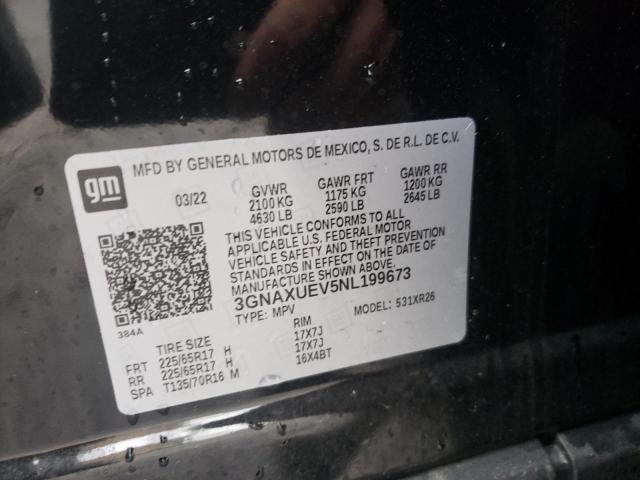 MFD BY GENERAL MOTORS DE MEXICO, S. DE R.L. DE C.V.
gm
03/22 GVWR GAWR FRT GAWR RR
2100 KG 1175 KG 1200 KG
4630 LB 2590 LB 2645 LB
THIS VEHICLE CONFORMS TO ALL
APPLICABLE U.S. FEDERAL MOTOR
VEHICLE SAFETY AND THEFT PREVENTION
STANDARDS IN EFFECT ON THE DATE OF
MANUFACTURE SHOWN ABOVE.
3GNAXUEV5NL199673
TYPE: MPV MODEL: 531XR26
384A
TIRE SIZE RIM
FRT 225/65R17 H 17X7J
RR 225/65R17 H 17X7J
SPA T135/70R16 M 16X4BT